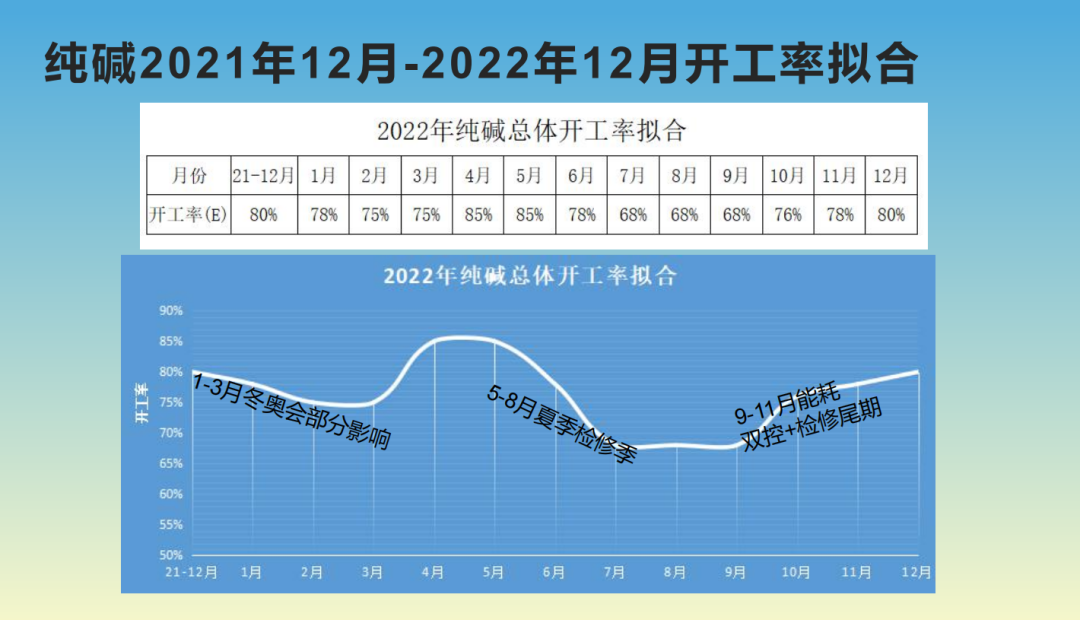 纯碱2021年12月-2022年12月开工率拟合
2022年纯碱总体开工率拟合
月份 21-12月 1月 2月 3月 4月 5月 6月 7月 8月 9月 10月 11月 12月
开工率(E) 80% 78% 75% 75% 85% 85% 78% 68% 68% 68% 76% 78% 80%
2022年纯碱总体开工率拟合
开工率
90%
85%
80%
75%
70%
65%
60%
55%
50%
1-3月冬奥会部分影响
5-8月夏季检修季
9-11月能耗
双控+检修尾期
21-12月 1月 2月 3月 4月 5月 6月 7月 8月 9月 10月 11月 12月